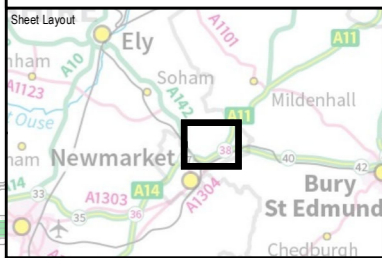 Sheet Layout
Ely
A1101
A11
nham
A10
Soham
A1123
A142
Mildenhall
t Ouse
A11
ham
Newmarket
38
40
42
14
33
A1303
A14
A1304
Bury
St Edmund
35
36
Chedburgh